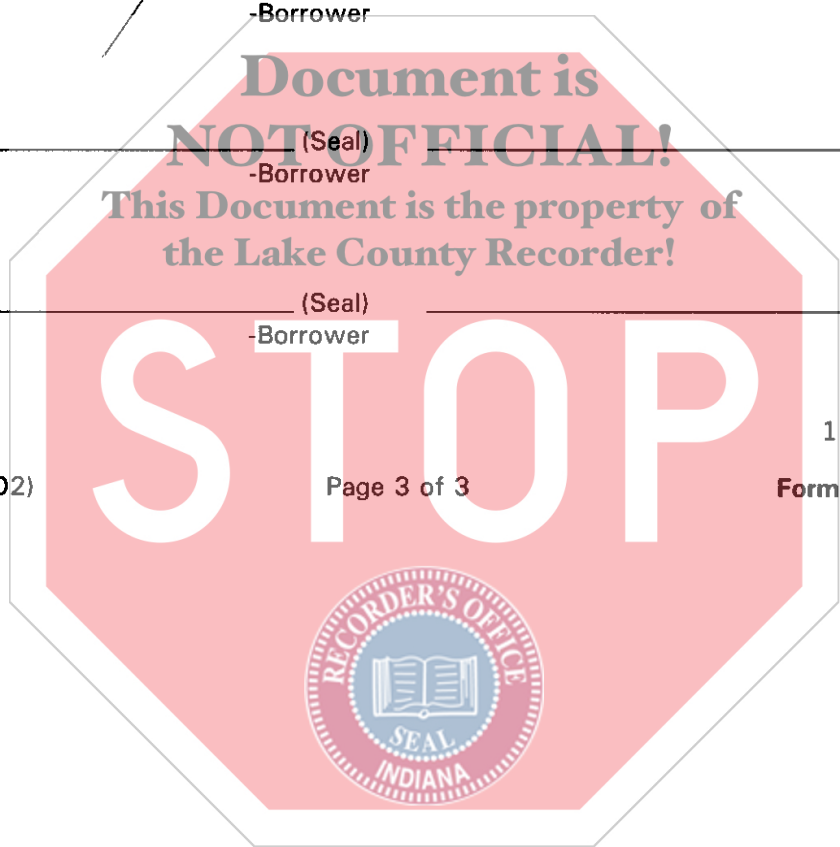 -Borrower
Document is
NOT OFFICIAL!
(Seal)
-Borrower
This Document is the property of
the Lake County Recorder!
(Seal)
-Borrower
STOP
1
02) Page 3 of 3 Form
RECORDER'S OFFICE
SEAL
INDIANA